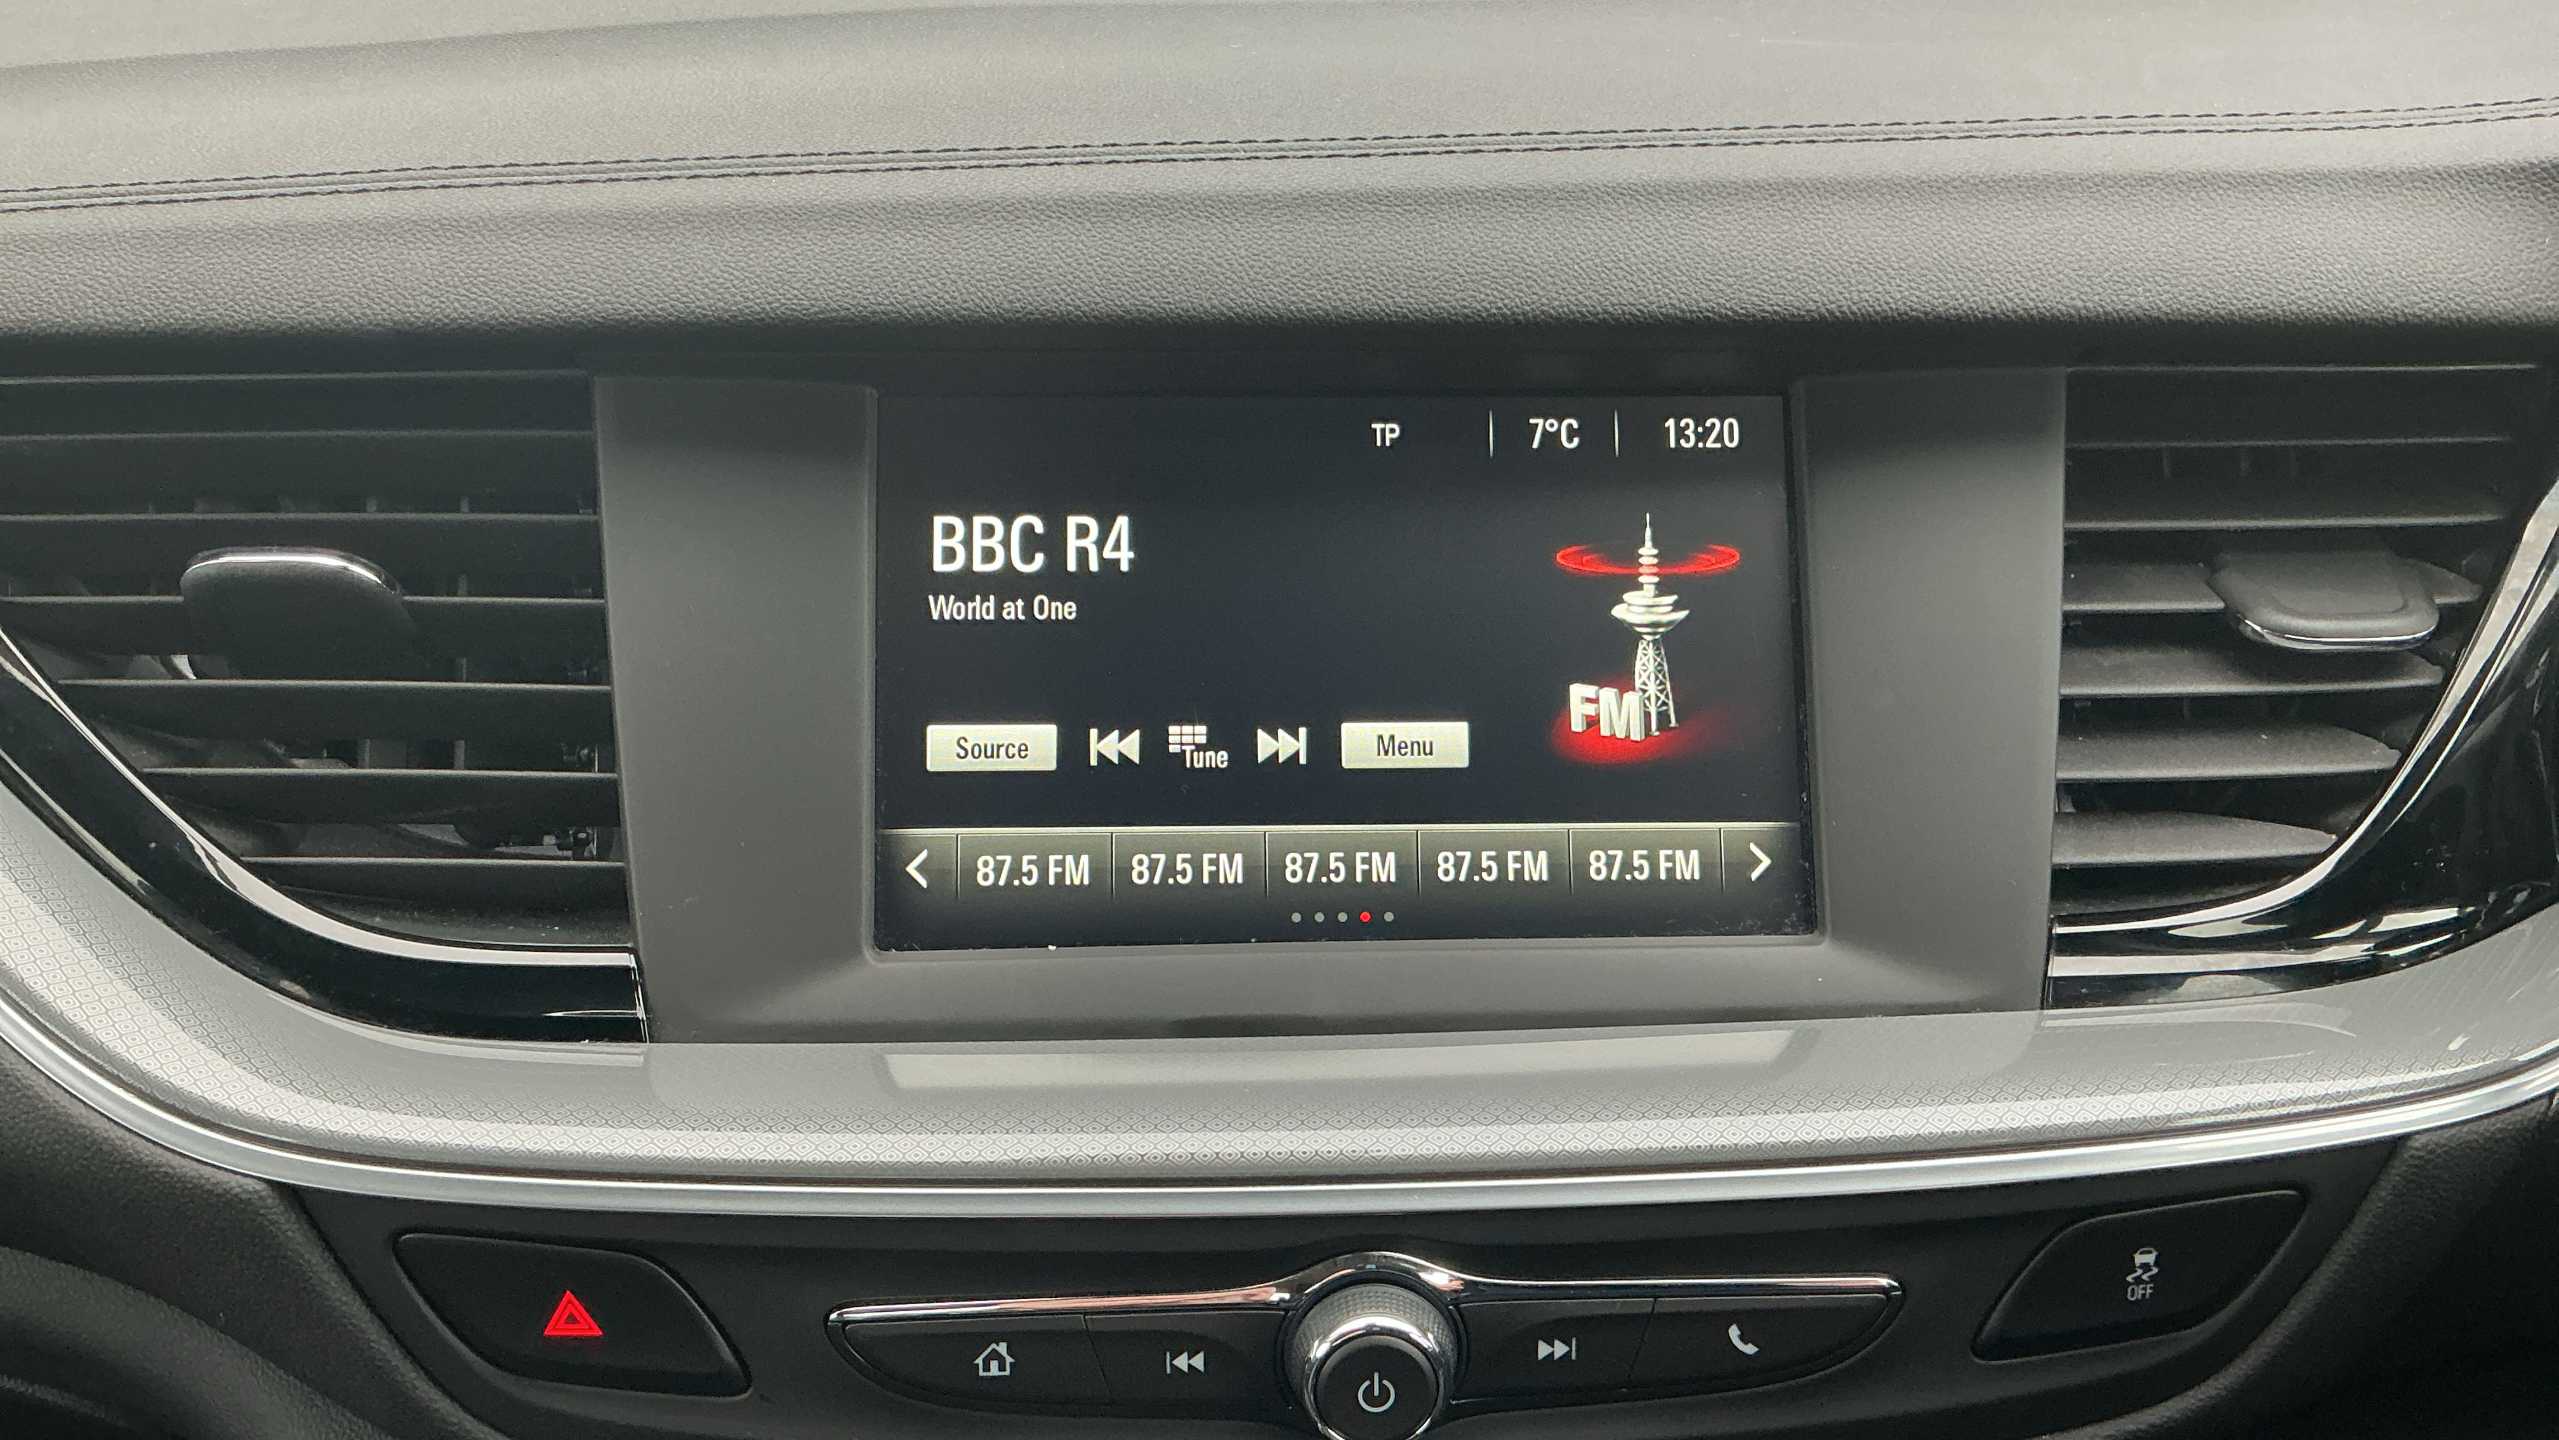 TP 7°C 13:20
BBC R4
World at One
FM
Source Tune Menu
87.5 FM 87.5 FM 87.5 FM 87.5 FM 87.5 FM
OFF